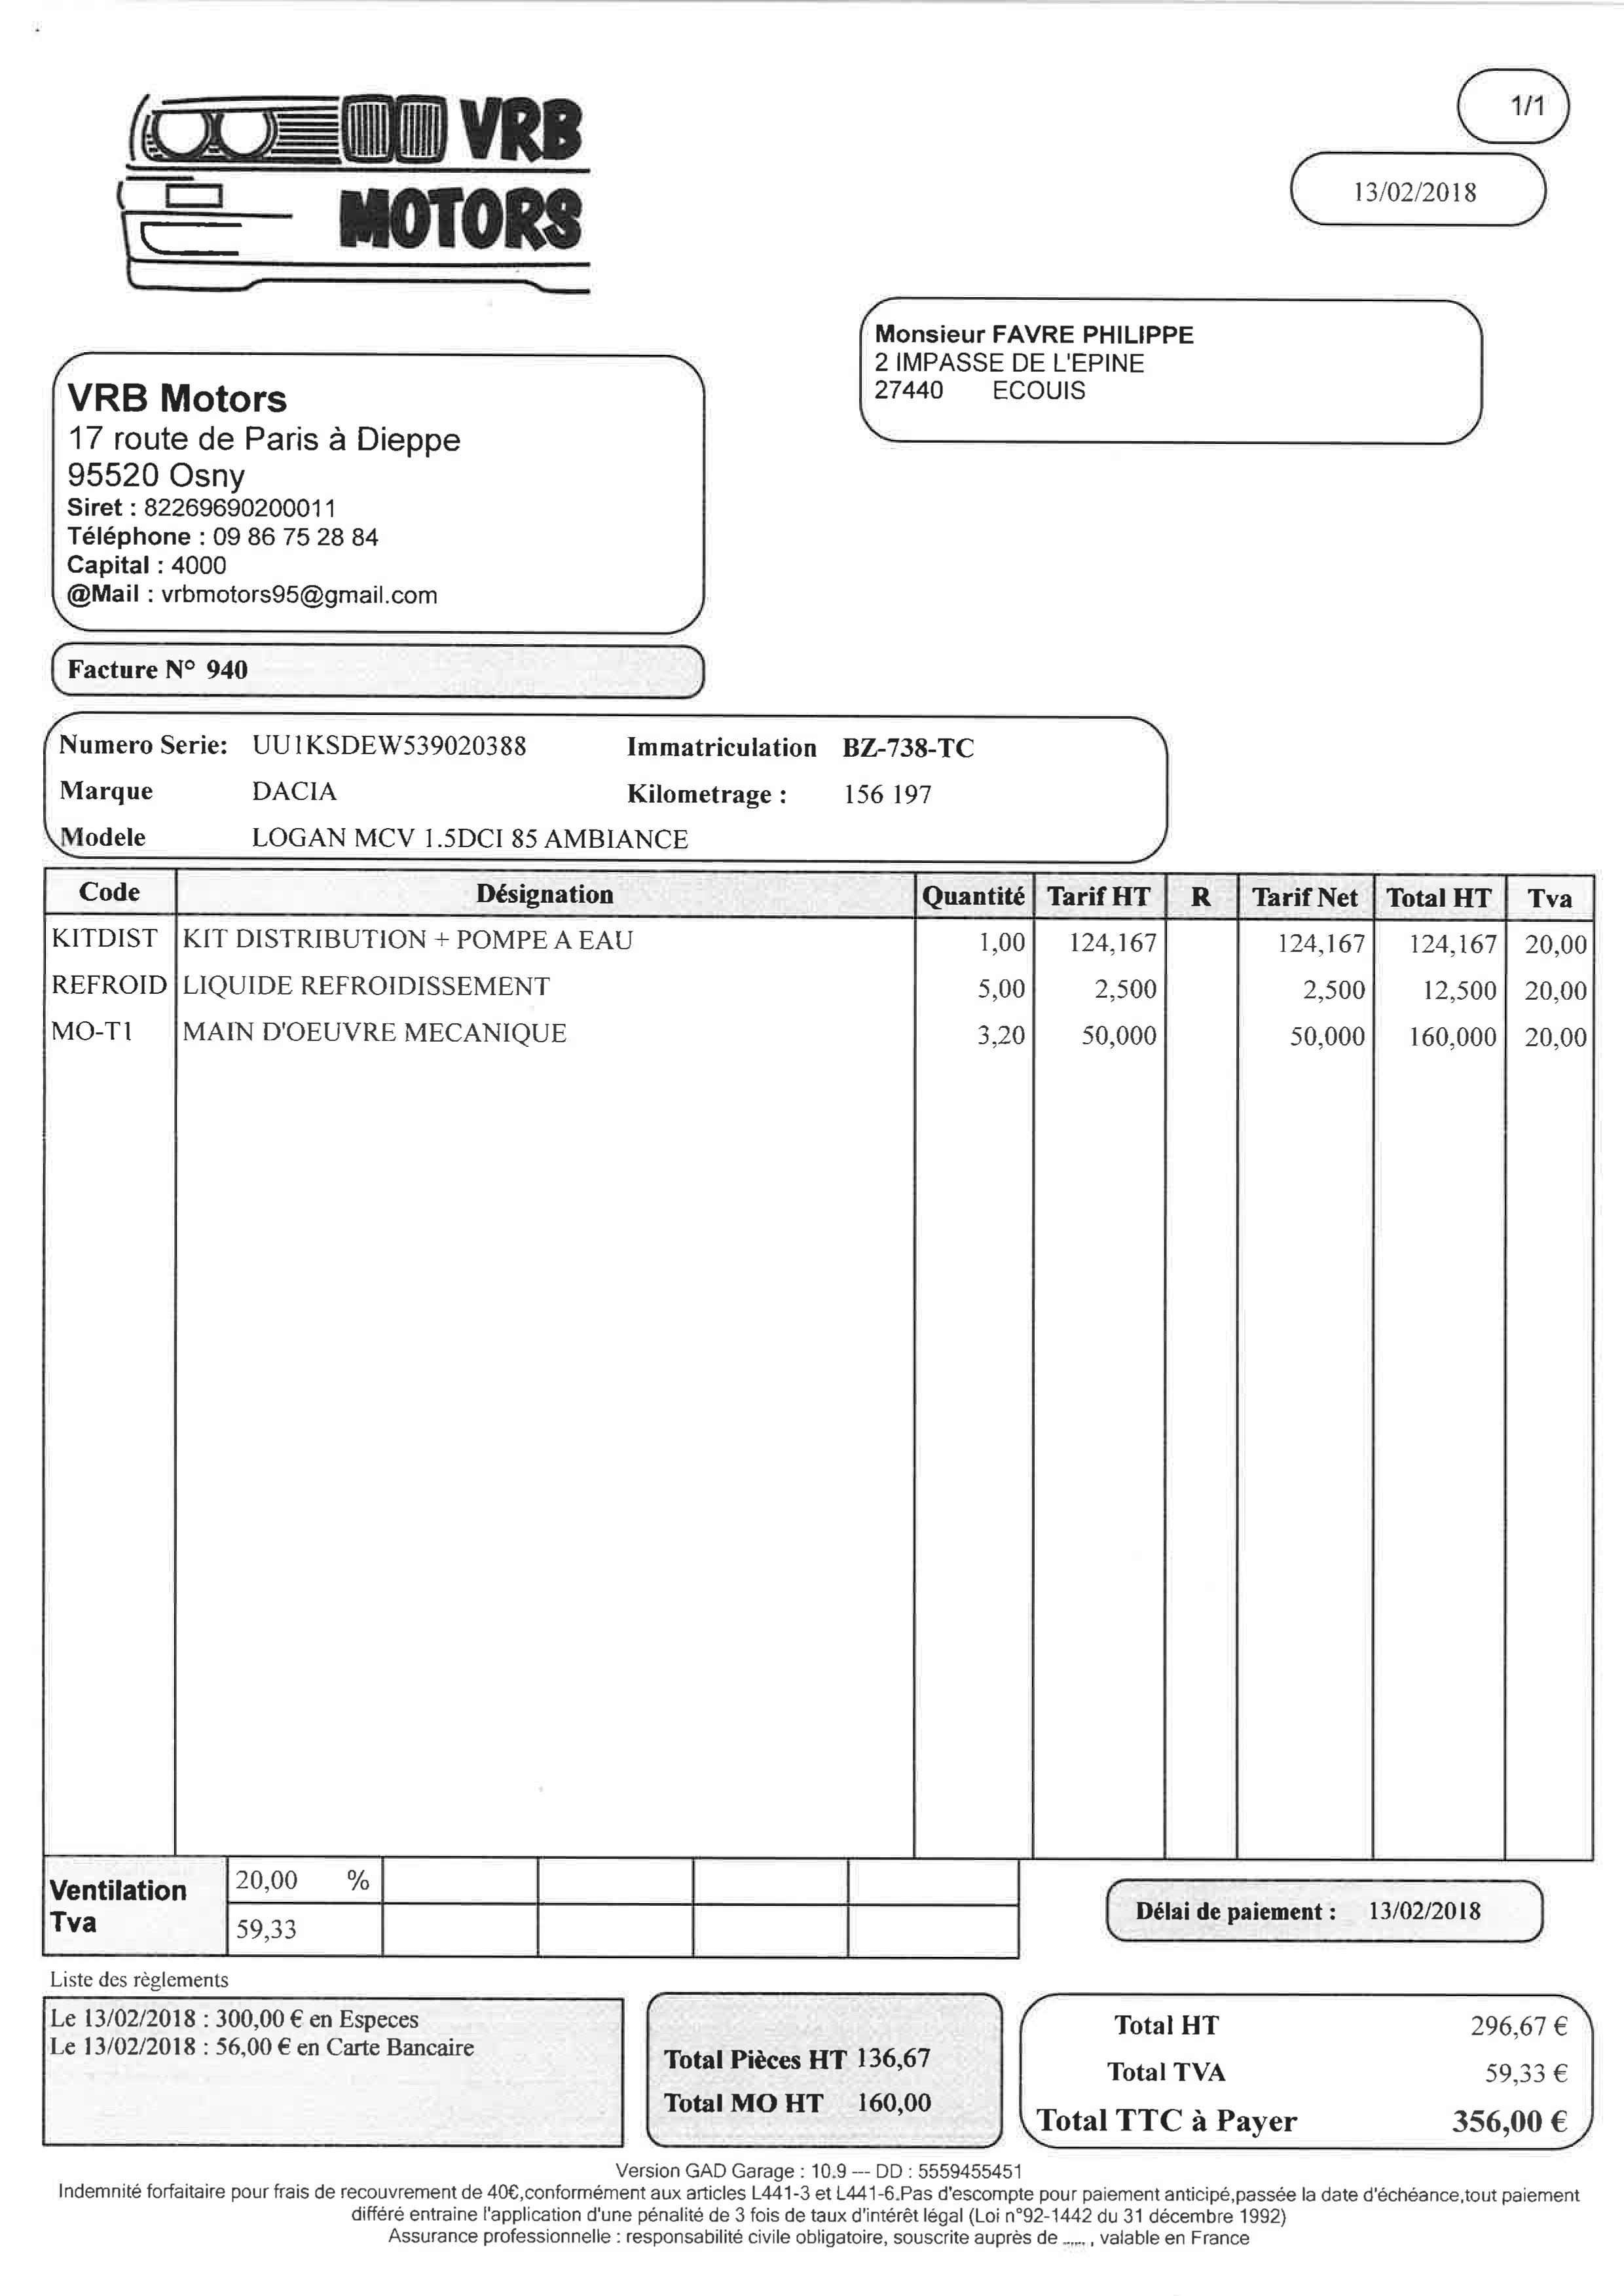 VRB
MOTORS
1/1
13/02/2018
Monsieur FAVRE PHILIPPE
2 IMPASSE DE L'EPINE
27440 ECOUIS
VRB Motors
17 route de Paris à Dieppe
95520 Osny
Siret : 82269690200011
Téléphone : 09 86 75 28 84
Capital : 4000
@Mail : vrbmotors95@gmail.com
Facture N° 940
Numero Serie: UU1KSDEW539020388 Immatriculation BZ-738-TC
Marque DACIA Kilometrage : 156 197
Modele LOGAN MCV 1.5DCI 85 AMBIANCE
Code Désignation Quantité Tarif HT R Tarif Net Total HT Tva
KITDIST KIT DISTRIBUTION + POMPE A EAU 1,00 124,167 124,167 124,167 20,00
REFROID LIQUIDE REFROIDISSEMENT 5,00 2,500 2,500 12,500 20,00
MO-T1 MAIN D'OEUVRE MECANIQUE 3,20 50,000 50,000 160,000 20,00
Ventilation Tva 20,00 %
59,33
Délai de paiement : 13/02/2018
Liste des règlements
Le 13/02/2018 : 300,00 € en Especes
Le 13/02/2018 : 56,00 € en Carte Bancaire
Total Pièces HT 136,67
Total MO HT 160,00
Total HT 296,67 €
Total TVA 59,33 €
Total TTC à Payer 356,00 €
Version GAD Garage : 10.9 --- DD : 5559455451
Indemnité forfaitaire pour frais de recouvrement de 40€,conformément aux articles L441-3 et L441-6.Pas d'escompte pour paiement anticipé,passée la date d'échéance,tout paiement
différé entraine l'application d'une pénalité de 3 fois de taux d'intérêt légal (Loi n°92-1442 du 31 décembre 1992)
Assurance professionnelle : responsabilité civile obligatoire, souscrite auprès de ...... , valable en France